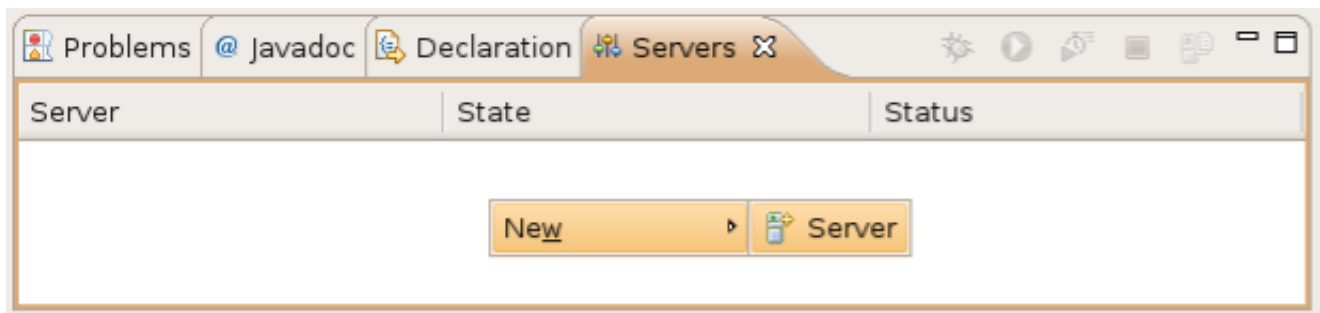 Problems @ Javadoc Declaration Servers
Server State Status
New Server